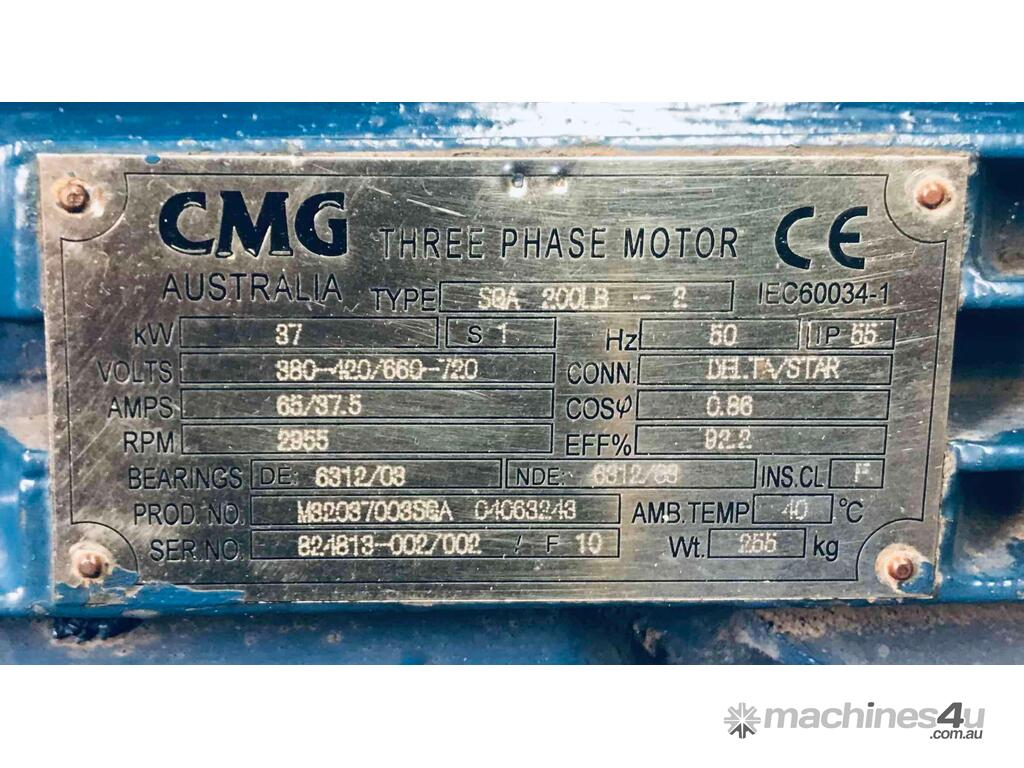 CMG THREE PHASE MOTOR CE
AUSTRALIA TYPE SGA 200LB - 2 IEC60034-1
KW 37 S 1 Hz 50 IP 55
VOLTS 380-420/660-720 CONN. DELTA/STAR
AMPS 65/37.5 COSφ 0.86
RPM 2955 EFF% 92.2
BEARINGS DE: 6312/C3 NDE: 6312/C3 INS.CL F
PROD. NO. M32037003SGA 04063243 AMB.TEMP 40 °C
SER.NO. 824813-002/002 / F 10 Wt. 255 kg
machines4u
.com.au